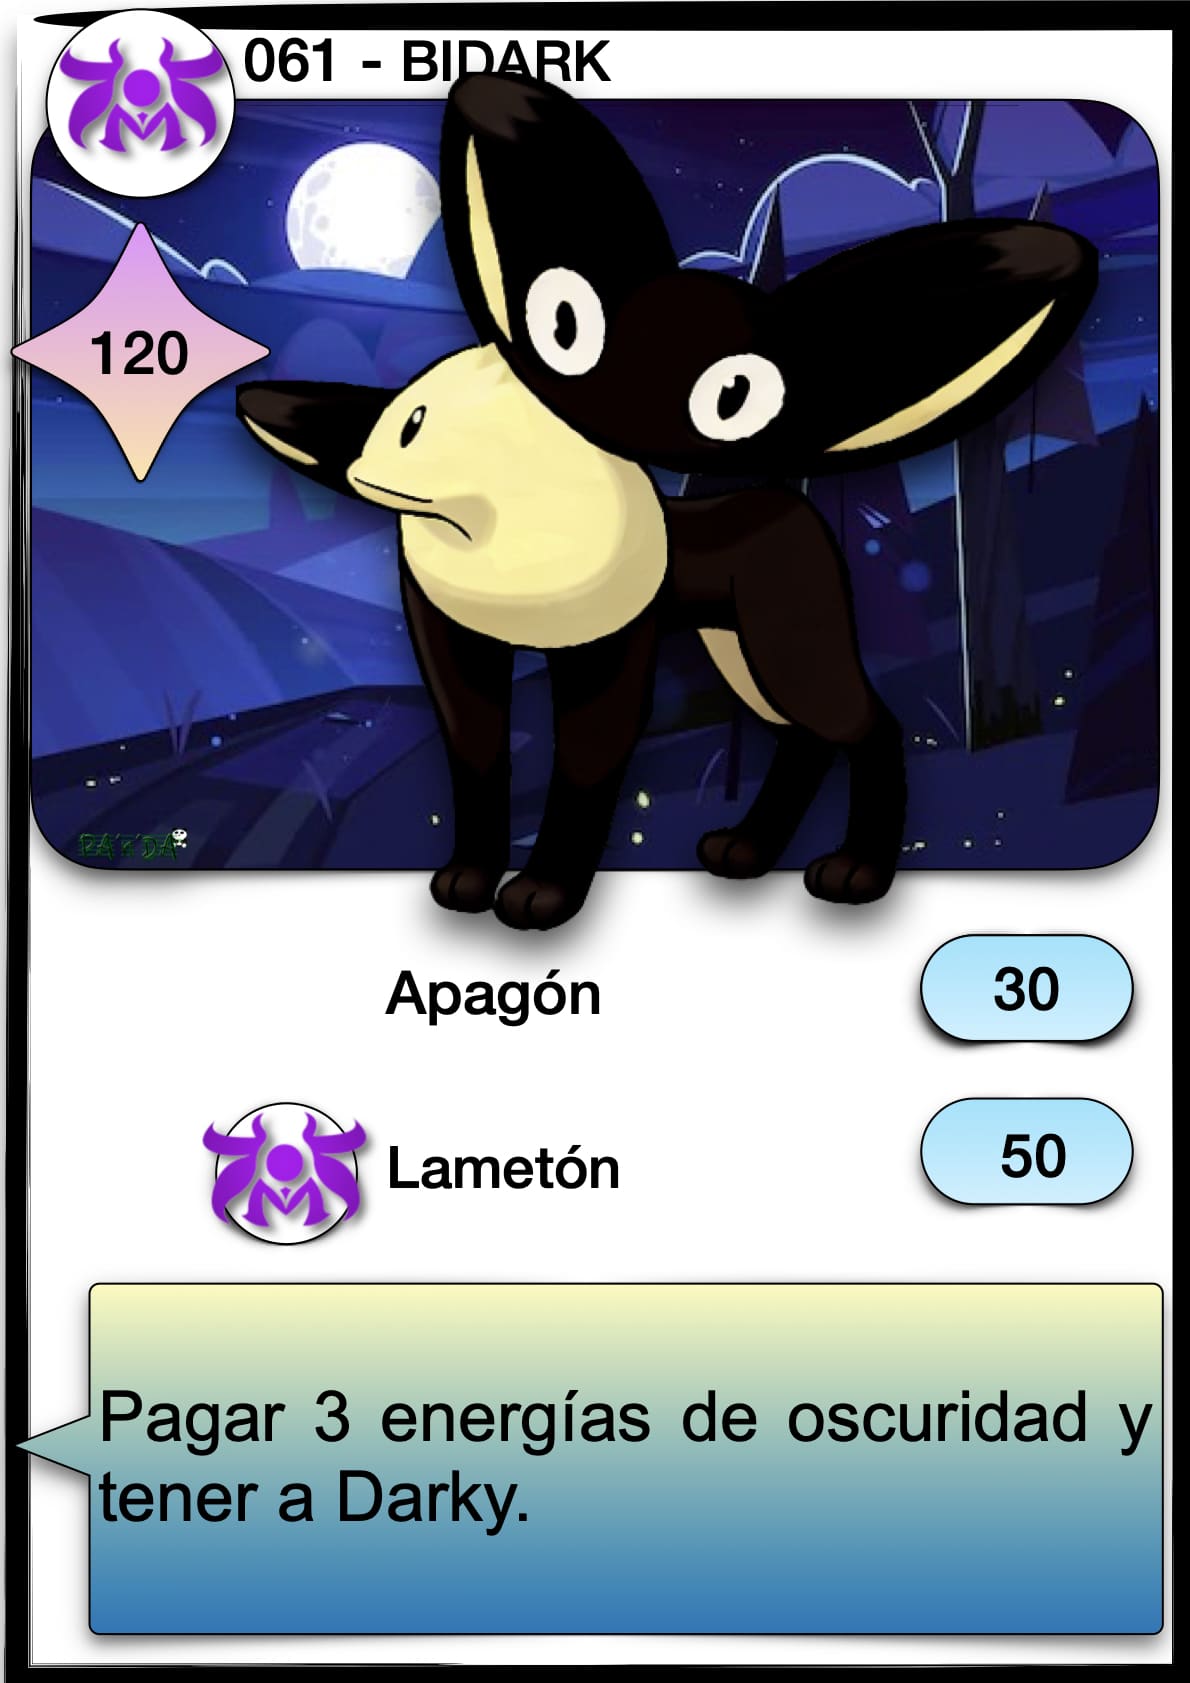 061 - BIDARK
120
Apagón
30
Lametón
50
Pagar 3 energías de oscuridad y
tener a Darky.